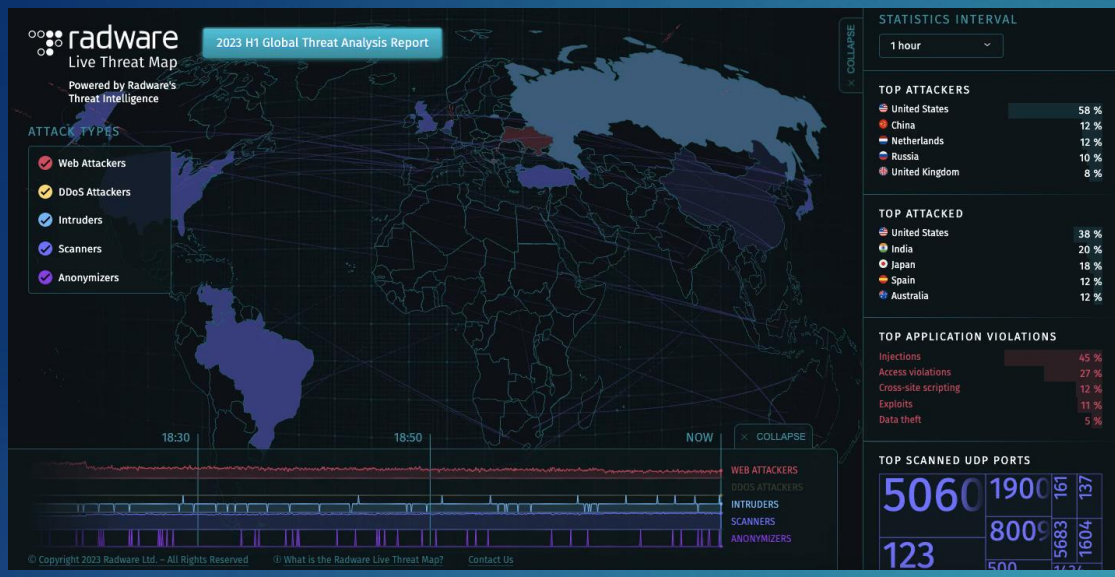 radware
Live Threat Map
Powered by Radware's
Threat Intelligence
2023 H1 Global Threat Analysis Report
ATTACK TYPES
Web Attackers
DDoS Attackers
Intruders
Scanners
Anonymizers
COLLAPSE
STATISTICS INTERVAL
1 hour
TOP ATTACKERS
United States 58 %
China 12 %
Netherlands 12 %
Russia 10 %
United Kingdom 8 %
TOP ATTACKED
United States 38 %
India 20 %
Japan 18 %
Spain 12 %
Australia 12 %
TOP APPLICATION VIOLATIONS
Injections 45 %
Access violations 27 %
Cross-site scripting 12 %
Exploits 11 %
Data theft 5 %
TOP SCANNED UDP PORTS
5060
1900
161
137
123
8009
5683
1604
500
18:30
18:50
NOW
× COLLAPSE
WEB ATTACKERS
DDOS ATTACKERS
INTRUDERS
SCANNERS
ANONYMIZERS
© Copyright 2023 Radware Ltd. – All Rights Reserved
What is the Radware Live Threat Map?
Contact Us